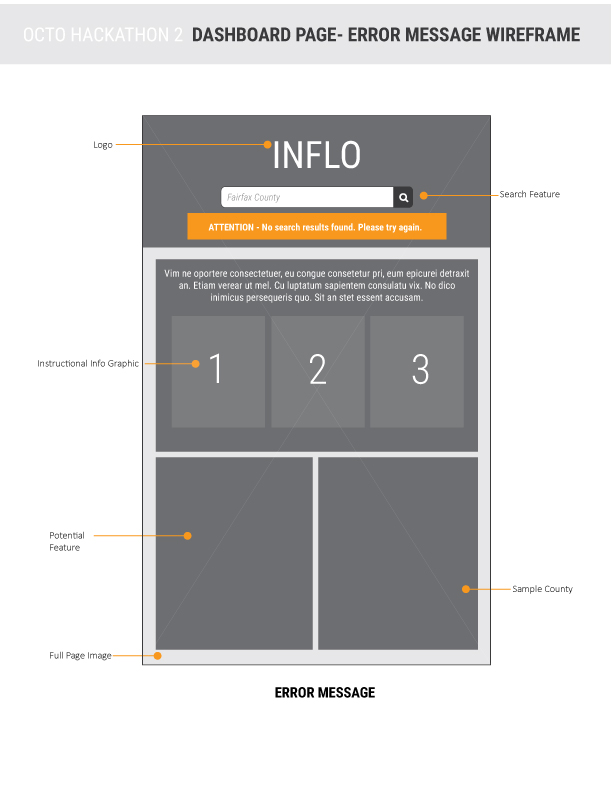 OCTO HACKATHON 2 DASHBOARD PAGE- ERROR MESSAGE WIREFRAME
Logo
INFLO
Fairfax County
Search Feature
ATTENTION - No search results found. Please try again.
Vim ne oportere consectetuer, eu congue consetetur pri, eum epicurei detraxit
an. Etiam verear ut mel. Cu luptatum sapientem consulatu vix. No dico
inimicus persequeris quo. Sit an stet essent accusam.
Instructional Info Graphic
1 2 3
Potential
Feature
Sample County
Full Page Image
ERROR MESSAGE